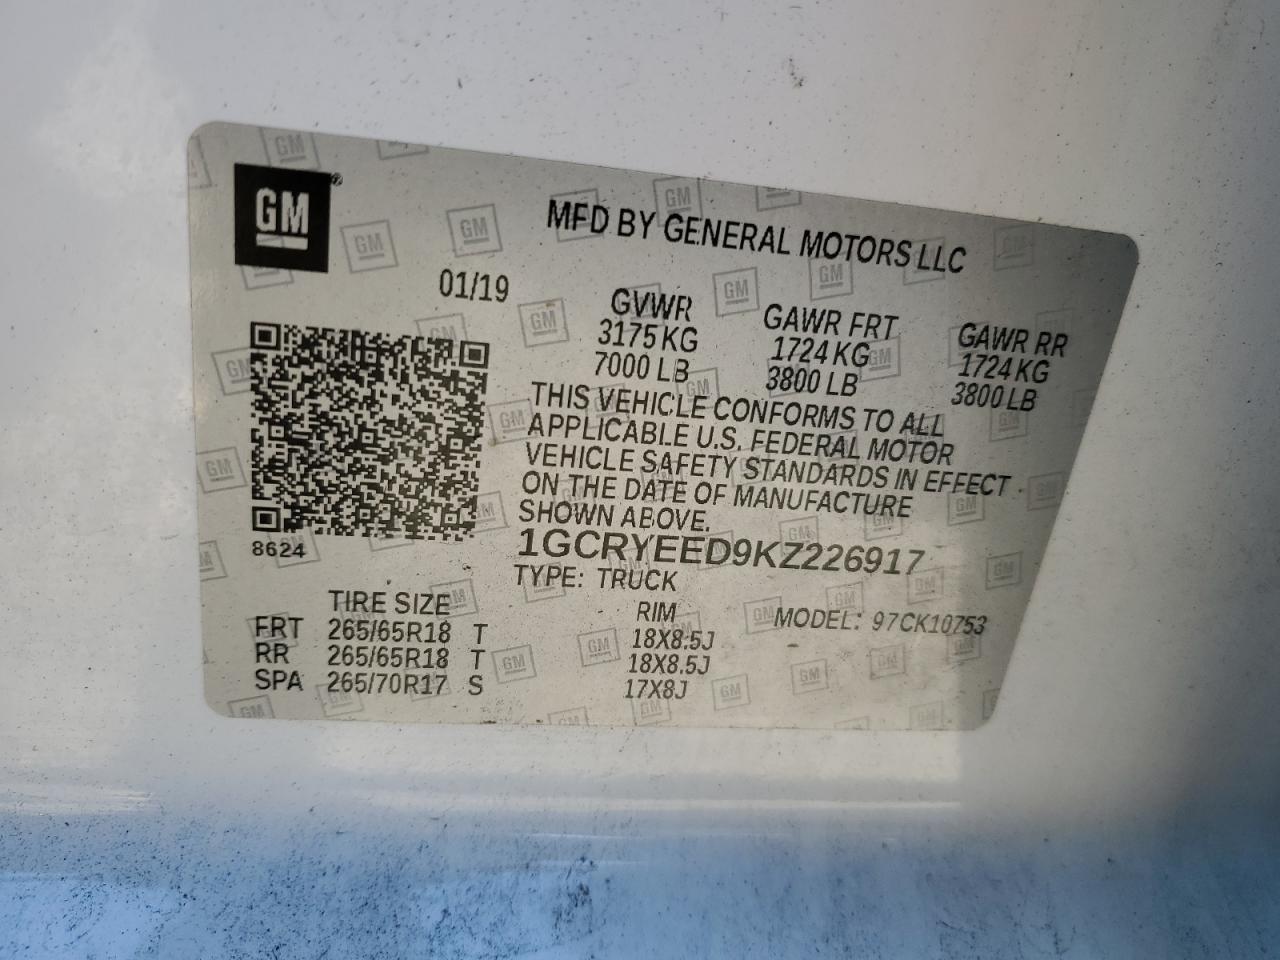 GM
MFD BY GENERAL MOTORS LLC
01/19
GVWR GAWR FRT GAWR RR
3175 KG 1724 KG 1724 KG
7000 LB 3800 LB 3800 LB
THIS VEHICLE CONFORMS TO ALL
APPLICABLE U.S. FEDERAL MOTOR
VEHICLE SAFETY STANDARDS IN EFFECT
ON THE DATE OF MANUFACTURE
SHOWN ABOVE.
8624
1GCRYEED9KZ226917
TYPE: TRUCK
TIRE SIZE RIM MODEL: 97CK10753
FRT 265/65R18 T 18X8.5J
RR 265/65R18 T 18X8.5J
SPA 265/70R17 S 17X8J